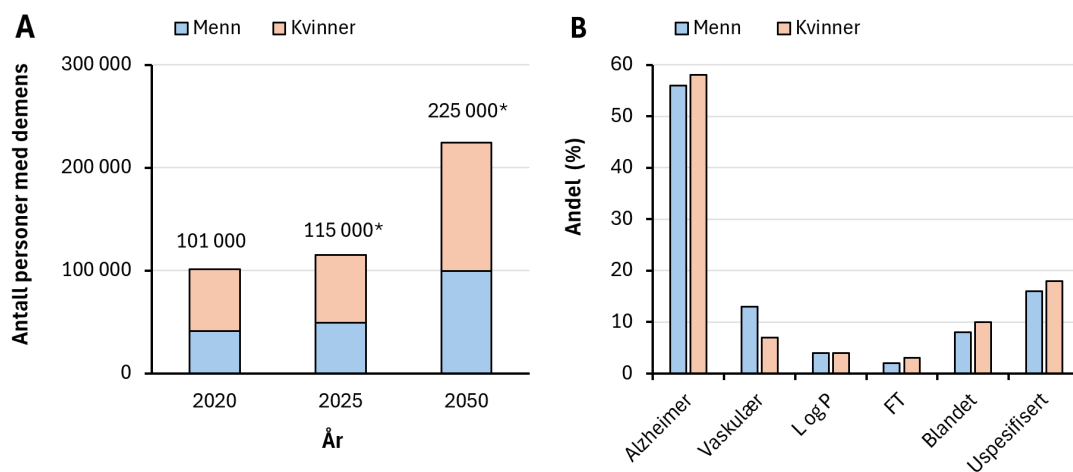 A
Menn
Kvinner
Antall personer med demens
300 000
200 000
100 000
0
101 000
115 000*
225 000*
2020
2025
2050
År
B
Menn
Kvinner
Andel (%)
60
50
40
30
20
10
0
Alzheimer
Vaskulær
L og P
FT
Blandet
Uspesifisert